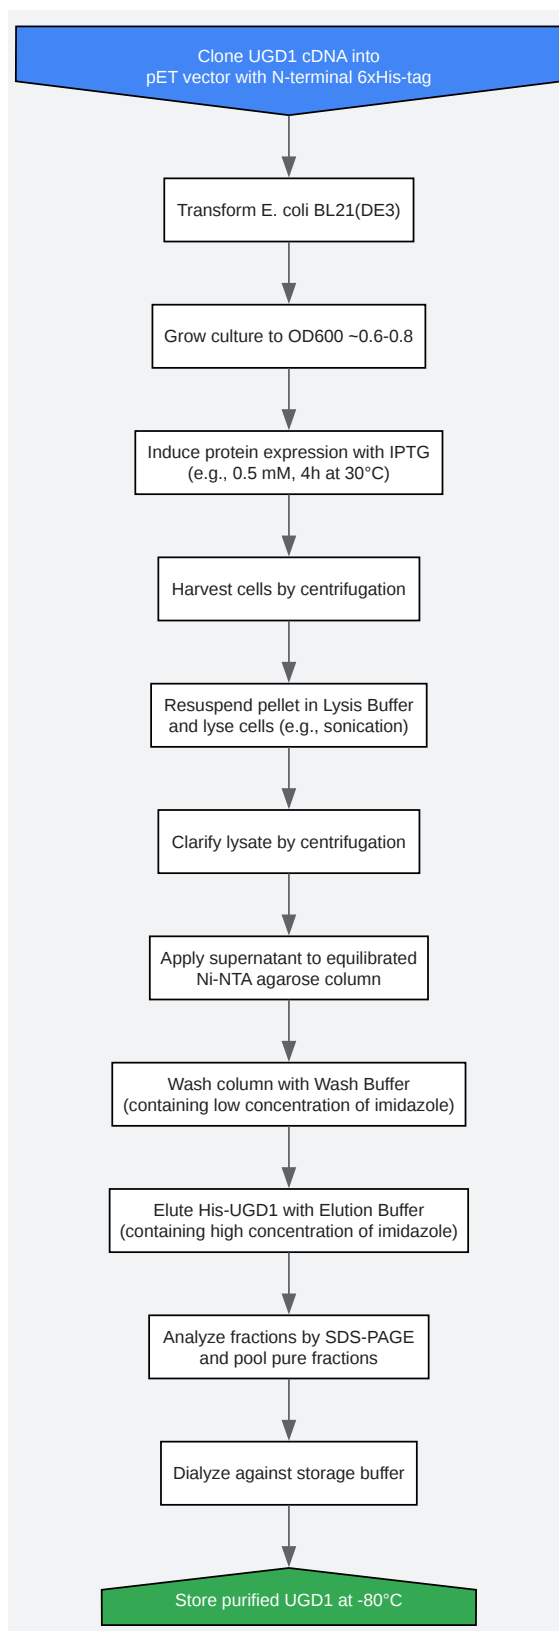 Clone UGD1 cDNA into
pET vector with N-terminal 6xHis-tag
Transform E. coli BL21(DE3)
Grow culture to OD600 ~0.6-0.8
Induce protein expression with IPTG
(e.g., 0.5 mM, 4h at 30°C)
Harvest cells by centrifugation
Resuspend pellet in Lysis Buffer
and lyse cells (e.g., sonication)
Clarify lysate by centrifugation
Apply supernatant to equilibrated
Ni-NTA agarose column
Wash column with Wash Buffer
(containing low concentration of imidazole)
Elute His-UGD1 with Elution Buffer
(containing high concentration of imidazole)
Analyze fractions by SDS-PAGE
and pool pure fractions
Dialyze against storage buffer
Store purified UGD1 at -80°C